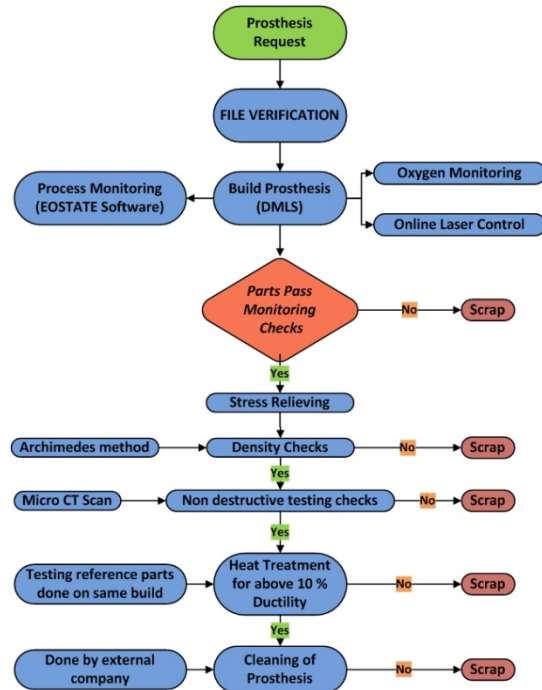 Prosthesis
Request
FILE VERIFICATION
Process Monitoring
(EOSTATE Software)
Build Prosthesis
(DMLS)
Oxygen Monitoring
Online Laser Control
Parts Pass
Monitoring
Checks
No
Scrap
Yes
Stress Relieving
Archimedes method
Density Checks
No
Scrap
Yes
Micro CT Scan
Non destructive testing checks
No
Scrap
Yes
Testing reference parts
done on same build
Heat Treatment
for above 10 %
Ductility
No
Scrap
Yes
Done by external
company
Cleaning of
Prosthesis
No
Scrap